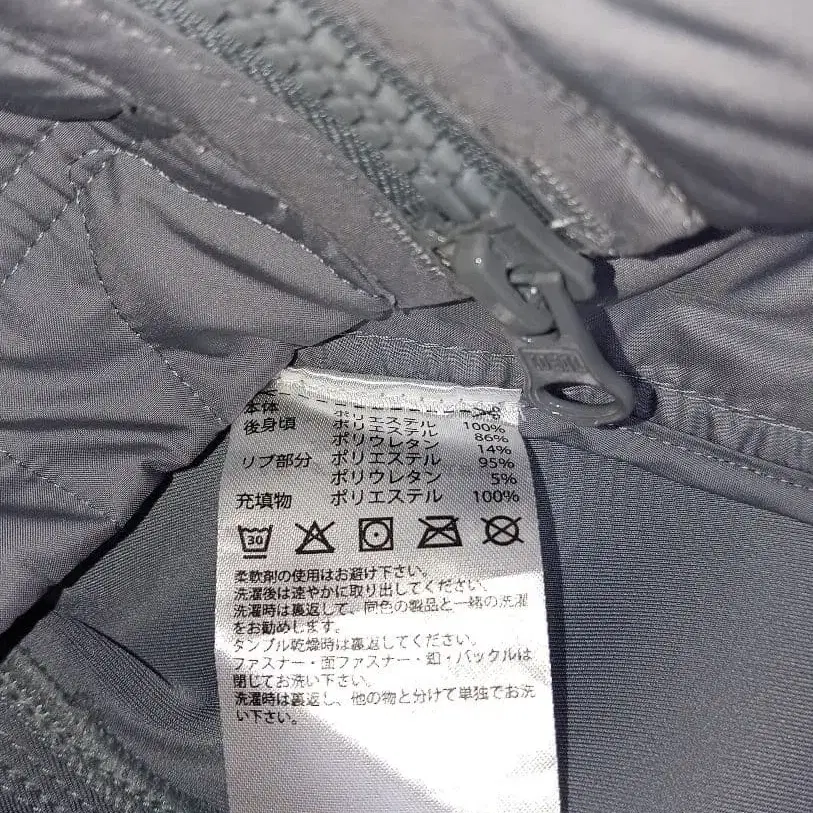 本体 ポリエステル 100%
後身頃 ポリエステル 86%
ポリウレタン 14%
リブ部分 ポリエステル 95%
ポリウレタン 5%
充填物 ポリエステル 100%
30
柔軟剤の使用はお避け下さい。
洗濯後は速やかに取り出してください。
洗濯時は裏返して、同色の製品と一緒の洗濯
をお勧めします。
タンブル乾燥時は裏返してください。
ファスナー・面ファスナー・釦・バックルは
閉じてお洗い下さい。
洗濯時は裏返し、他の物と分けて単独でお洗
い下さい。